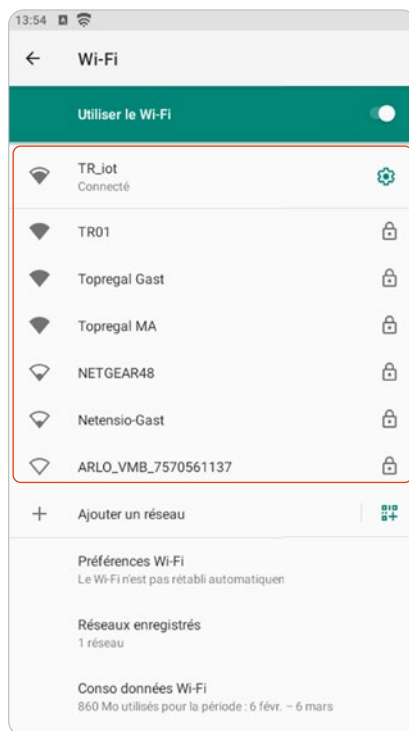 13:54
Wi-Fi
Utiliser le Wi-Fi
TR_iot
Connecté
TR01
Topregal Gast
Topregal MA
NETGEAR48
Netensio-Gast
ARLO_VMB_7570561137
Ajouter un réseau
Préférences Wi-Fi
Le Wi-Fi n'est pas rétabli automatiquen
Réseaux enregistrés
1 réseau
Conso données Wi-Fi
860 Mo utilisés pour la période : 6 févr. – 6 mars